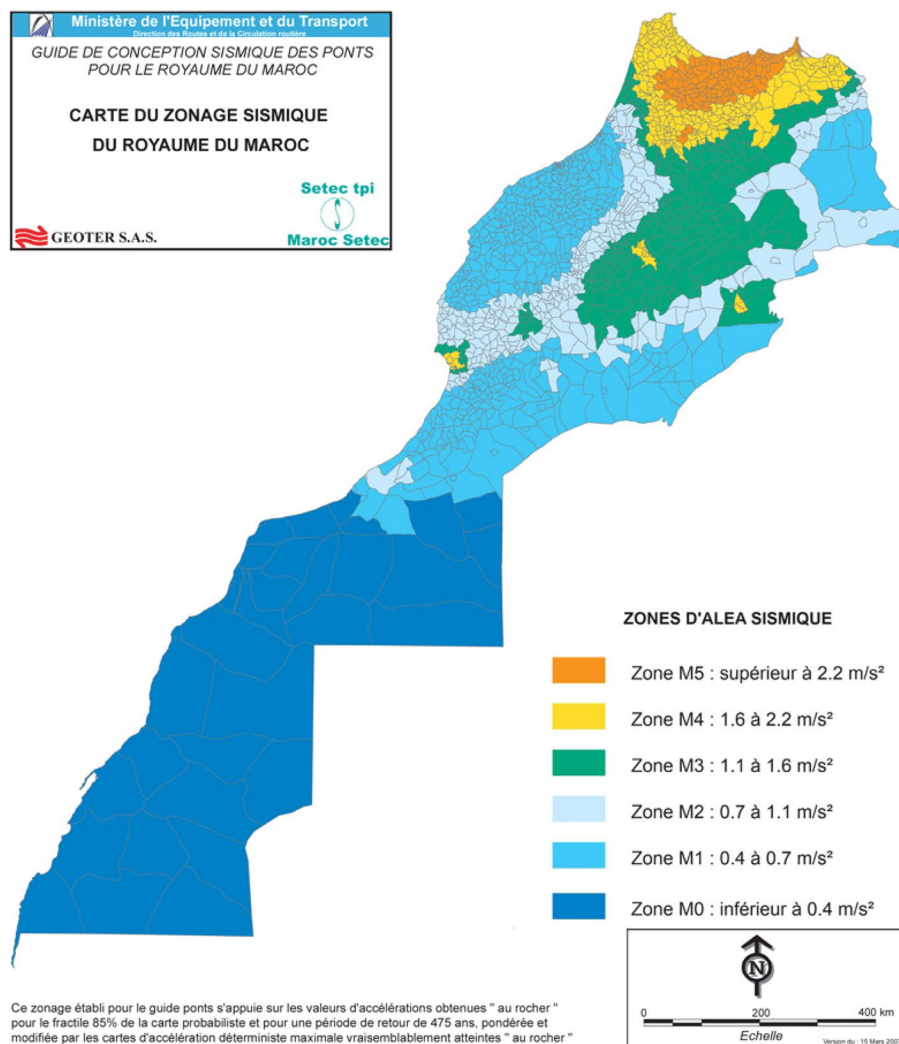 Ministère de l'Equipement et du Transport
Direction des Routes et de la Circulation routière
GUIDE DE CONCEPTION SISMIQUE DES PONTS
POUR LE ROYAUME DU MAROC
CARTE DU ZONAGE SISMIQUE
DU ROYAUME DU MAROC
Setec tpi
Maroc Setec
GEOTER S.A.S.
ZONES D'ALEA SISMIQUE
Zone M5 : supérieur à 2.2 m/s²
Zone M4 : 1.6 à 2.2 m/s²
Zone M3 : 1.1 à 1.6 m/s²
Zone M2 : 0.7 à 1.1 m/s²
Zone M1 : 0.4 à 0.7 m/s²
Zone M0 : inférieur à 0.4 m/s²
N
0 200 400 km
Echelle
Version du : 15 Mars 2007
Ce zonage établi pour le guide ponts s'appuie sur les valeurs d'accélérations obtenues " au rocher "
pour le fractile 85% de la carte probabiliste et pour une période de retour de 475 ans, pondérée et
modifiée par les cartes d'accélération déterministe maximale vraisemblablement atteintes " au rocher "